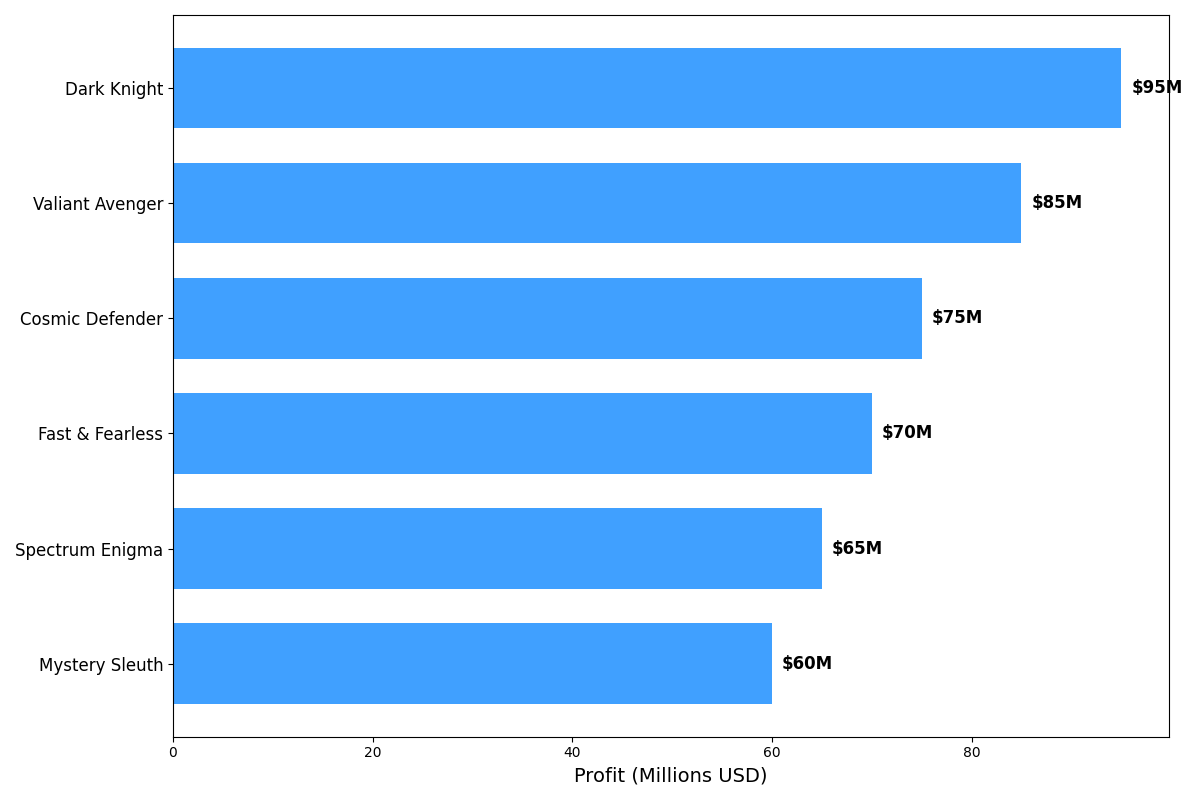 Dark Knight $95M
Valiant Avenger $85M
Cosmic Defender $75M
Fast & Fearless $70M
Spectrum Enigma $65M
Mystery Sleuth $60M
0 20 40 60 80
Profit (Millions USD)